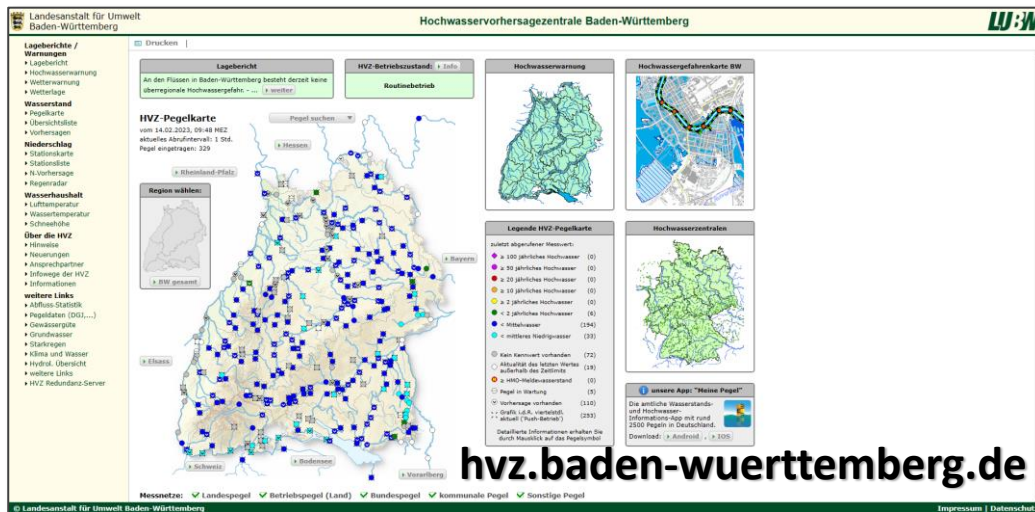 Landesanstalt für Umwelt
Baden-Württemberg
Hochwasservorhersagezentrale Baden-Württemberg
LUBW
Lageberichte /
Warnungen
Lagebericht
Hochwasserwarnung
Wetterwarnung
Wetterlage
Wasserstand
Pegelkarte
Übersichtsliste
Vorhersagen
Niederschlag
Stationskarte
Stationsliste
N-Vorhersage
Regenradar
Wasserhaushalt
Lufttemperatur
Wassertemperatur
Schneehöhe
Über die HVZ
Hinweise
Neuerungen
Ansprechpartner
Infowege der HVZ
Informationen
weitere Links
Abfluss-Statistik
Pegeldaten (DGJ,...)
Gewässergüte
Grundwasser
Starkregen
Klima und Wasser
Hydrol. Übersicht
weitere Links
HVZ Redundanz-Server
Drucken |
Lagebericht
An den Flüssen in Baden-Württemberg besteht derzeit keine
überregionale Hochwassergefahr. - ... weiter
HVZ-Betriebszustand: Info
Routinebetrieb
HVZ-Pegelkarte
vom 14.02.2023, 09:48 MEZ
aktuelles Abrufintervall: 1 Std.
Pegel eingetragen: 329
Pegel suchen
Hessen
Rheinland-Pfalz
Region wählen:
BW gesamt
Bayern
Elsass
Schweiz
Bodensee
Vorarlberg
Messnetze: Landespegel Betriebspegel (Land) Bundespegel kommunale Pegel Sonstige Pegel
Hochwasserwarnung
Hochwassergefahrenkarte BW
Legende HVZ-Pegelkarte
zuletzt abgerufener Messwert:
≥ 100 jährliches Hochwasser (0)
≥ 50 jährliches Hochwasser (0)
≥ 20 jährliches Hochwasser (0)
≥ 10 jährliches Hochwasser (0)
≥ 2 jährliches Hochwasser (0)
< 2 jährliches Hochwasser (6)
< Mittelwasser (194)
< mittleres Niedrigwasser (33)
Kein Kennwert vorhanden (72)
Aktualität des letzten Wertes
außerhalb des Zeitlimits (19)
≥ HMO-Meldewasserstand (0)
Pegel in Wartung (5)
Vorhersage vorhanden (110)
Grafik i.d.R. viertelstdl.
aktuell ('Push-Betrieb') (253)
Detaillierte Informationen erhalten Sie
durch Mausklick auf das Pegelsymbol
Hochwasserzentralen
unsere App: "Meine Pegel"
Die amtliche Wasserstands-
und Hochwasser-
Informations-App mit rund
2500 Pegeln in Deutschland.
Download: Android , IOS
hvz.baden-wuerttemberg.de
© Landesanstalt für Umwelt Baden-Württemberg
Impressum | Datenschutz